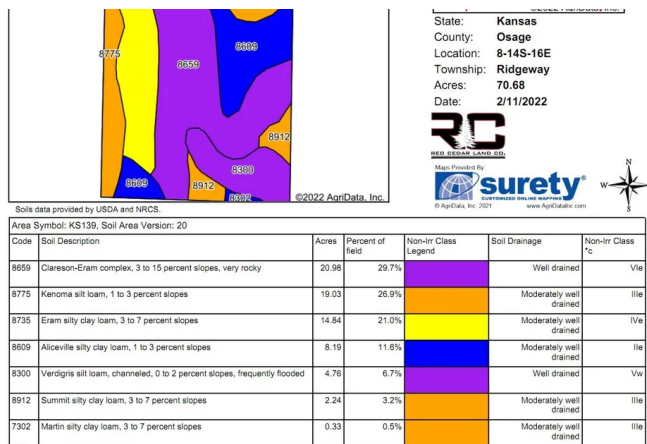 State: Kansas
County: Osage
Location: 8-14S-16E
Township: Ridgeway
Acres: 70.68
Date: 2/11/2022
8775
8659
8609
8912
8300
8609
8912
8302
©2022 AgriData, Inc.
RC
RED CEDAR LAND CO.
Maps Provided By:
surety®
CUSTOMIZED ONLINE MAPPING
© AgriData, Inc. 2021 www.AgriDataInc.com
N
W E
S
Soils data provided by USDA and NRCS.
Area Symbol: KS139, Soil Area Version: 20
Code Soil Description Acres Percent of field Non-Irr Class Legend Soil Drainage Non-Irr Class *c
8659 Clareson-Eram complex, 3 to 15 percent slopes, very rocky 20.98 29.7% Well drained VIe
8775 Kenoma silt loam, 1 to 3 percent slopes 19.03 26.9% Moderately well drained IIIe
8735 Eram silty clay loam, 3 to 7 percent slopes 14.84 21.0% Moderately well drained IVe
8609 Aliceville silty clay loam, 1 to 3 percent slopes 8.19 11.6% Moderately well drained IIe
8300 Verdigris silt loam, channeled, 0 to 2 percent slopes, frequently flooded 4.76 6.7% Well drained Vw
8912 Summit silty clay loam, 3 to 7 percent slopes 2.24 3.2% Moderately well drained IIIe
7302 Martin silty clay loam, 3 to 7 percent slopes 0.33 0.5% Moderately well drained IIIe